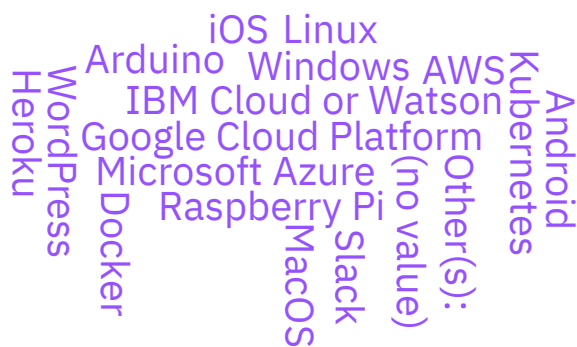 iOS Linux
Arduino Windows AWS
IBM Cloud or Watson
Google Cloud Platform
Microsoft Azure
Raspberry Pi
Heroku
WordPress
Docker
MacOS
Slack
(no value)
Other(s):
Kubernetes
Android